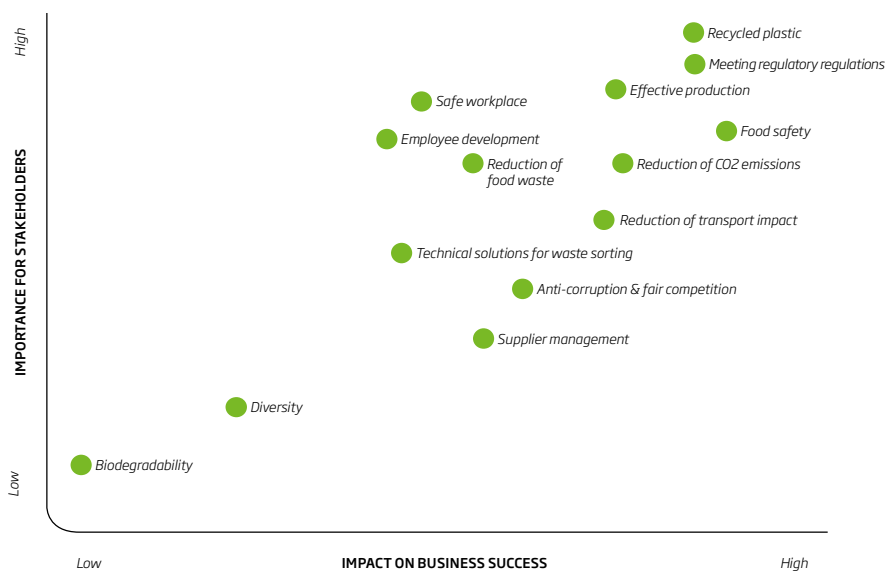 High
Recycled plastic
Meeting regulatory regulations
Effective production
Safe workplace
Food safety
Employee development
Reduction of
food waste
Reduction of CO2 emissions
Reduction of transport impact
Technical solutions for waste sorting
Anti-corruption & fair competition
Supplier management
IMPORTANCE FOR STAKEHOLDERS
Diversity
Biodegradability
Low
Low
IMPACT ON BUSINESS SUCCESS
High